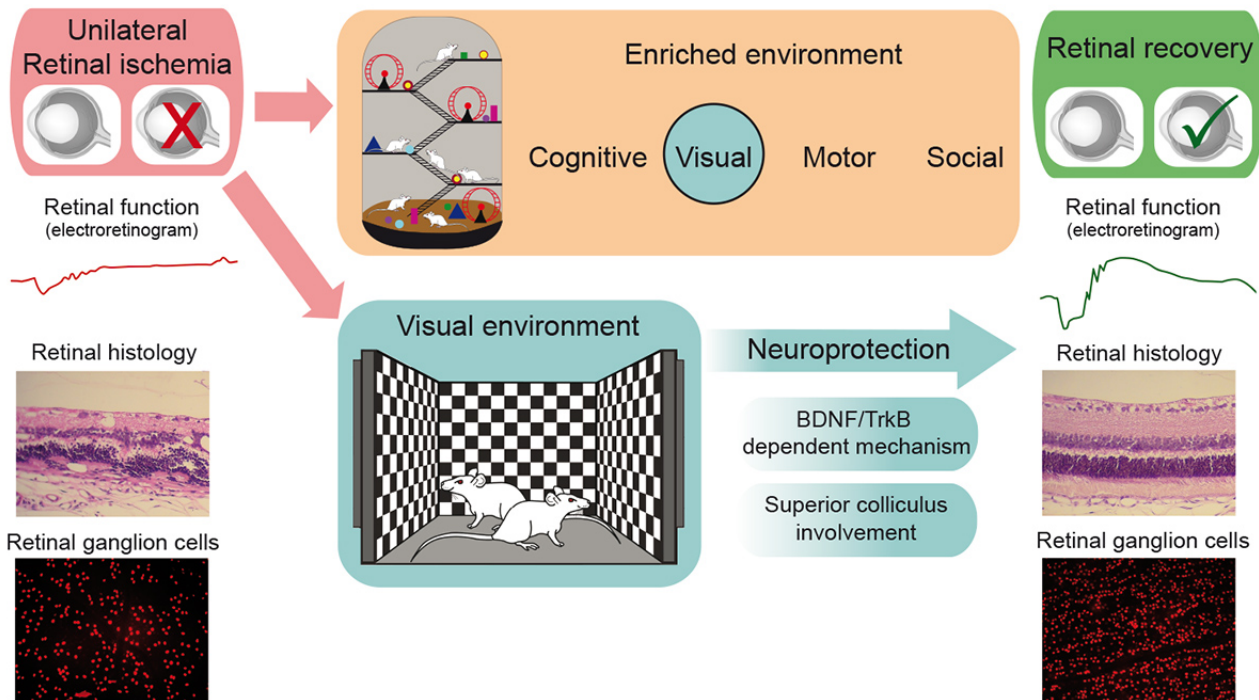 Unilateral
Retinal ischemia
X
Retinal function
(electroretinogram)
Retinal histology
Retinal ganglion cells
Enriched environment
Cognitive Visual Motor Social
Visual environment
Neuroprotection
BDNF/TrkB
dependent mechanism
Superior colliculus
involvement
Retinal recovery
Retinal function
(electroretinogram)
Retinal histology
Retinal ganglion cells